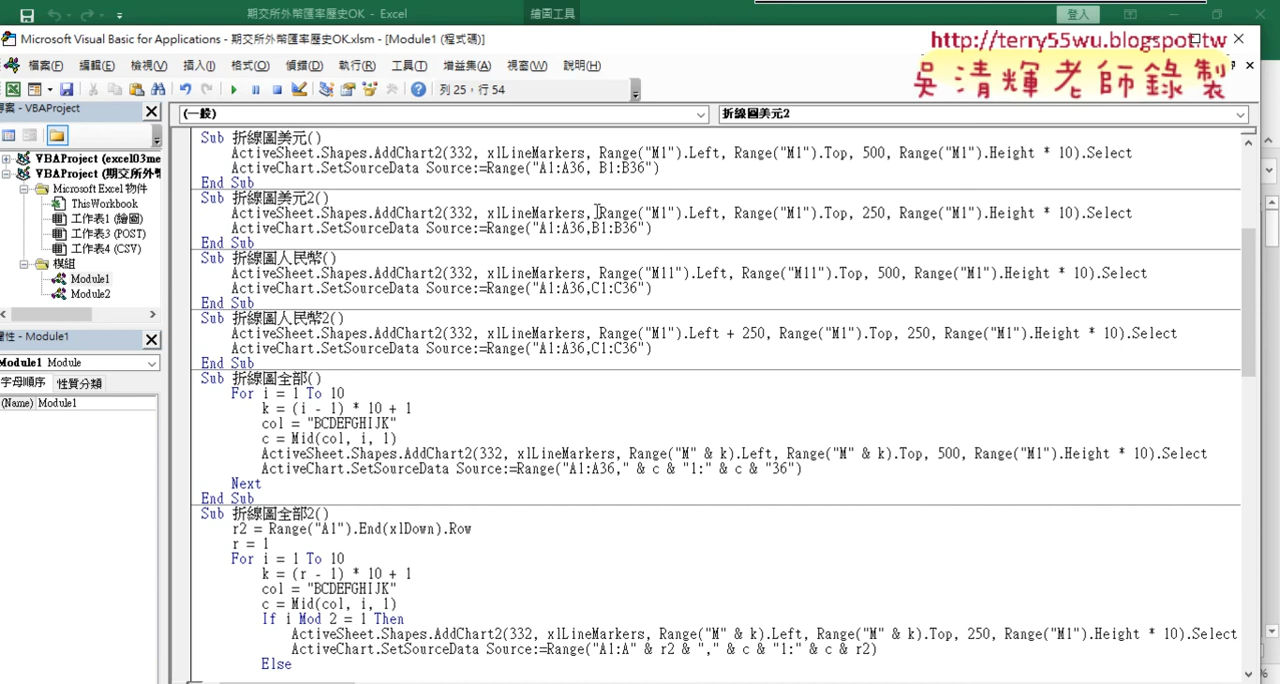 期交所外幣匯率歷史OK - Excel
繪圖工具
登入
Microsoft Visual Basic for Applications - 期交所外幣匯率歷史OK.xlsm - [Module1 (程式碼)]
http://terry55wu.blogspot.tw
吳清輝老師錄製
檔案(F) 編輯(E) 檢視(V) 插入(I) 格式(O) 偵錯(D) 執行(R) 工具(T) 增益集(A) 視窗(W) 說明(H)
列 25，行 54
專案 - VBAProject
(一般)
折線圖美元2
VBAProject (excel03me
VBAProject (期交所外幣
Microsoft Excel 物件
ThisWorkbook
工作表1 (繪圖)
工作表3 (POST)
工作表4 (CSV)
模組
Module1
Module2
屬性 - Module1
Module1 Module
字母順序 性質分類
(Name) Module1
Sub 折線圖美元()
ActiveSheet.Shapes.AddChart2(332, xlLineMarkers, Range("M1").Left, Range("M1").Top, 500, Range("M1").Height * 10).Select
ActiveChart.SetSourceData Source:=Range("A1:A36, B1:B36")
End Sub
Sub 折線圖美元2()
ActiveSheet.Shapes.AddChart2(332, xlLineMarkers, Range("M1").Left, Range("M1").Top, 250, Range("M1").Height * 10).Select
ActiveChart.SetSourceData Source:=Range("A1:A36,B1:B36")
End Sub
Sub 折線圖人民幣()
ActiveSheet.Shapes.AddChart2(332, xlLineMarkers, Range("M11").Left, Range("M11").Top, 500, Range("M1").Height * 10).Select
ActiveChart.SetSourceData Source:=Range("A1:A36,C1:C36")
End Sub
Sub 折線圖人民幣2()
ActiveSheet.Shapes.AddChart2(332, xlLineMarkers, Range("M1").Left + 250, Range("M1").Top, 250, Range("M1").Height * 10).Select
ActiveChart.SetSourceData Source:=Range("A1:A36,C1:C36")
End Sub
Sub 折線圖全部()
For i = 1 To 10
k = (i - 1) * 10 + 1
col = "BCDEFGHIJK"
c = Mid(col, i, 1)
ActiveSheet.Shapes.AddChart2(332, xlLineMarkers, Range("M" & k).Left, Range("M" & k).Top, 500, Range("M1").Height * 10).Select
ActiveChart.SetSourceData Source:=Range("A1:A36," & c & "1:" & c & "36")
Next
End Sub
Sub 折線圖全部2()
r2 = Range("A1").End(xlDown).Row
r = 1
For i = 1 To 10
k = (r - 1) * 10 + 1
col = "BCDEFGHIJK"
c = Mid(col, i, 1)
If i Mod 2 = 1 Then
ActiveSheet.Shapes.AddChart2(332, xlLineMarkers, Range("M" & k).Left, Range("M" & k).Top, 250, Range("M1").Height * 10).Select
ActiveChart.SetSourceData Source:=Range("A1:A" & r2 & "," & c & "1:" & c & r2)
Else